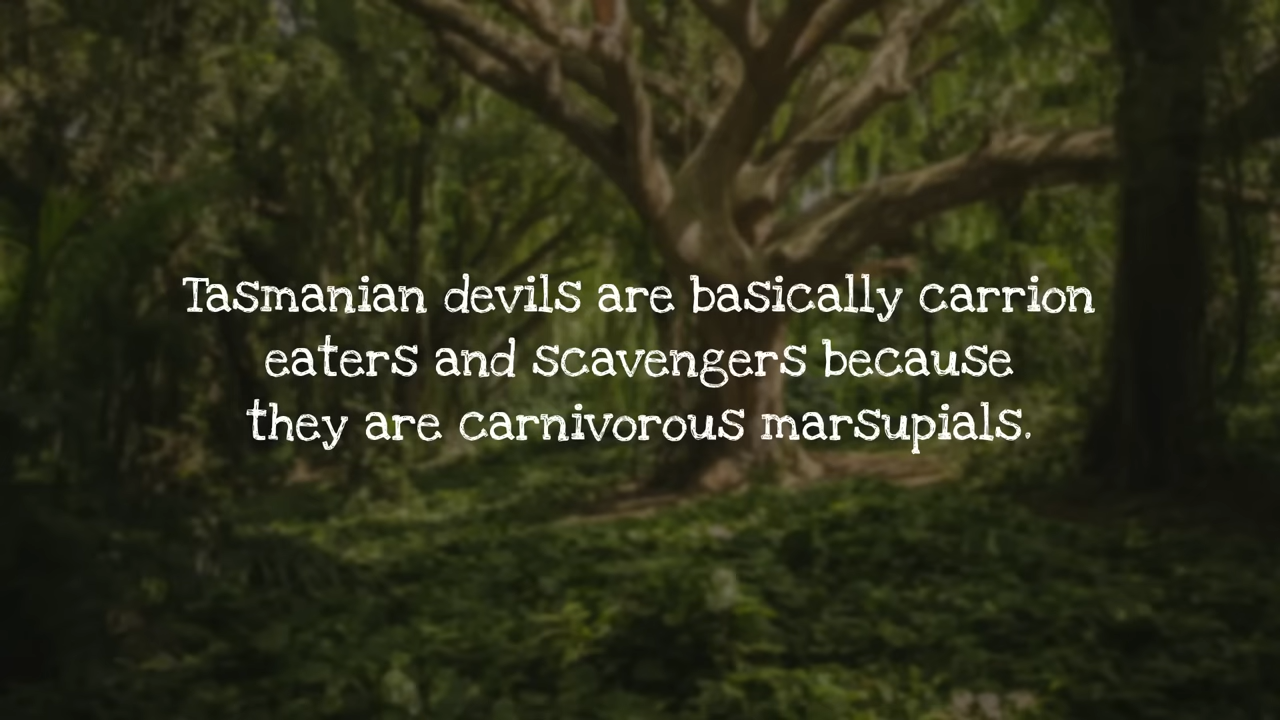 Tasmanian devils are basically carrion
eaters and scavengers because
they are carnivorous marsupials.